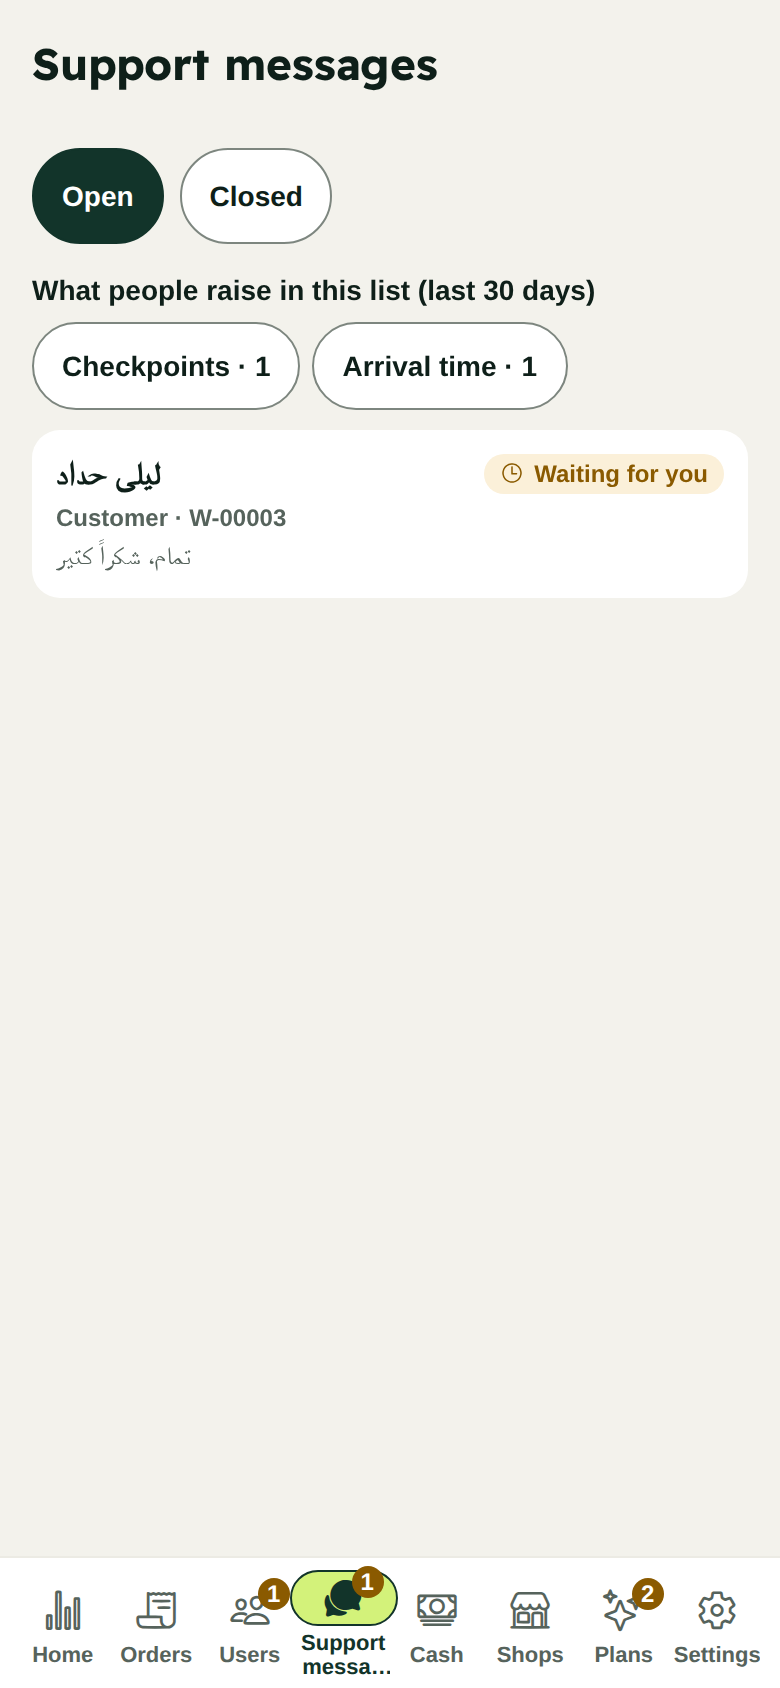 Support messages
Open
Closed
What people raise in this list (last 30 days)
Checkpoints · 1
Arrival time · 1
ليلى حداد
Waiting for you
Customer · W-00003
تمام، شكراً كتير
1
1
2
Home
Orders
Users
Support messa…
Cash
Shops
Plans
Settings